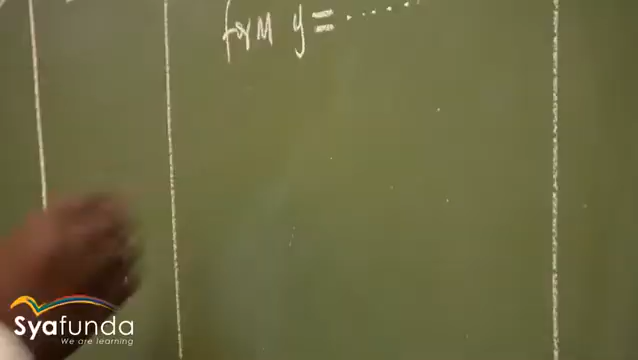 form y = ......
Syafunda
We are learning